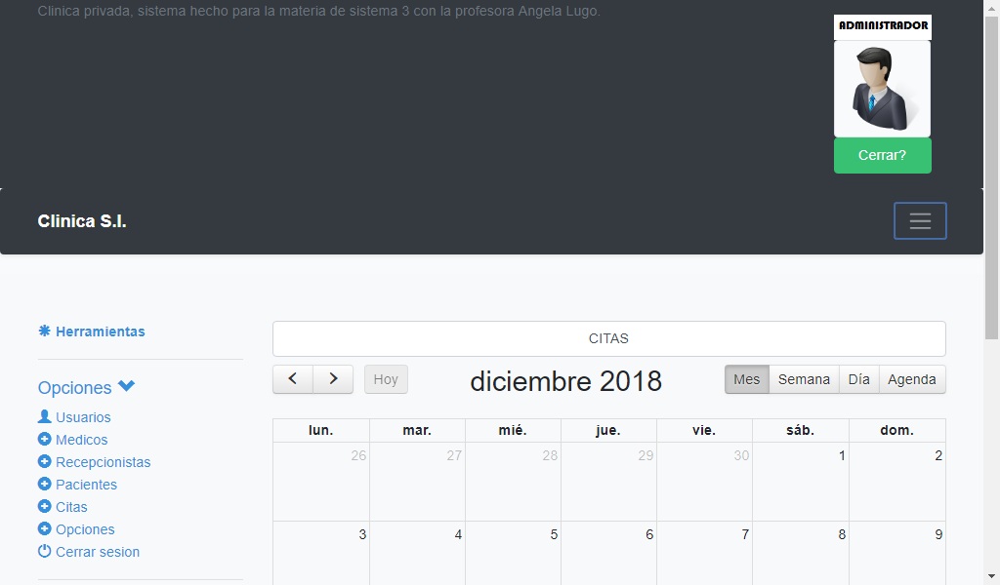 Clinica privada, sistema hecho para la materia de sistema 3 con la profesora Angela Lugo.
ADMINISTRADOR
Cerrar?
Clinica S.I.
Herramientas
Opciones
Usuarios
Medicos
Recepcionistas
Pacientes
Citas
Opciones
Cerrar sesion
CITAS
Hoy
diciembre 2018
Mes Semana Día Agenda
lun. mar. mié. jue. vie. sáb. dom.
26 27 28 29 30 1 2
3 4 5 6 7 8 9